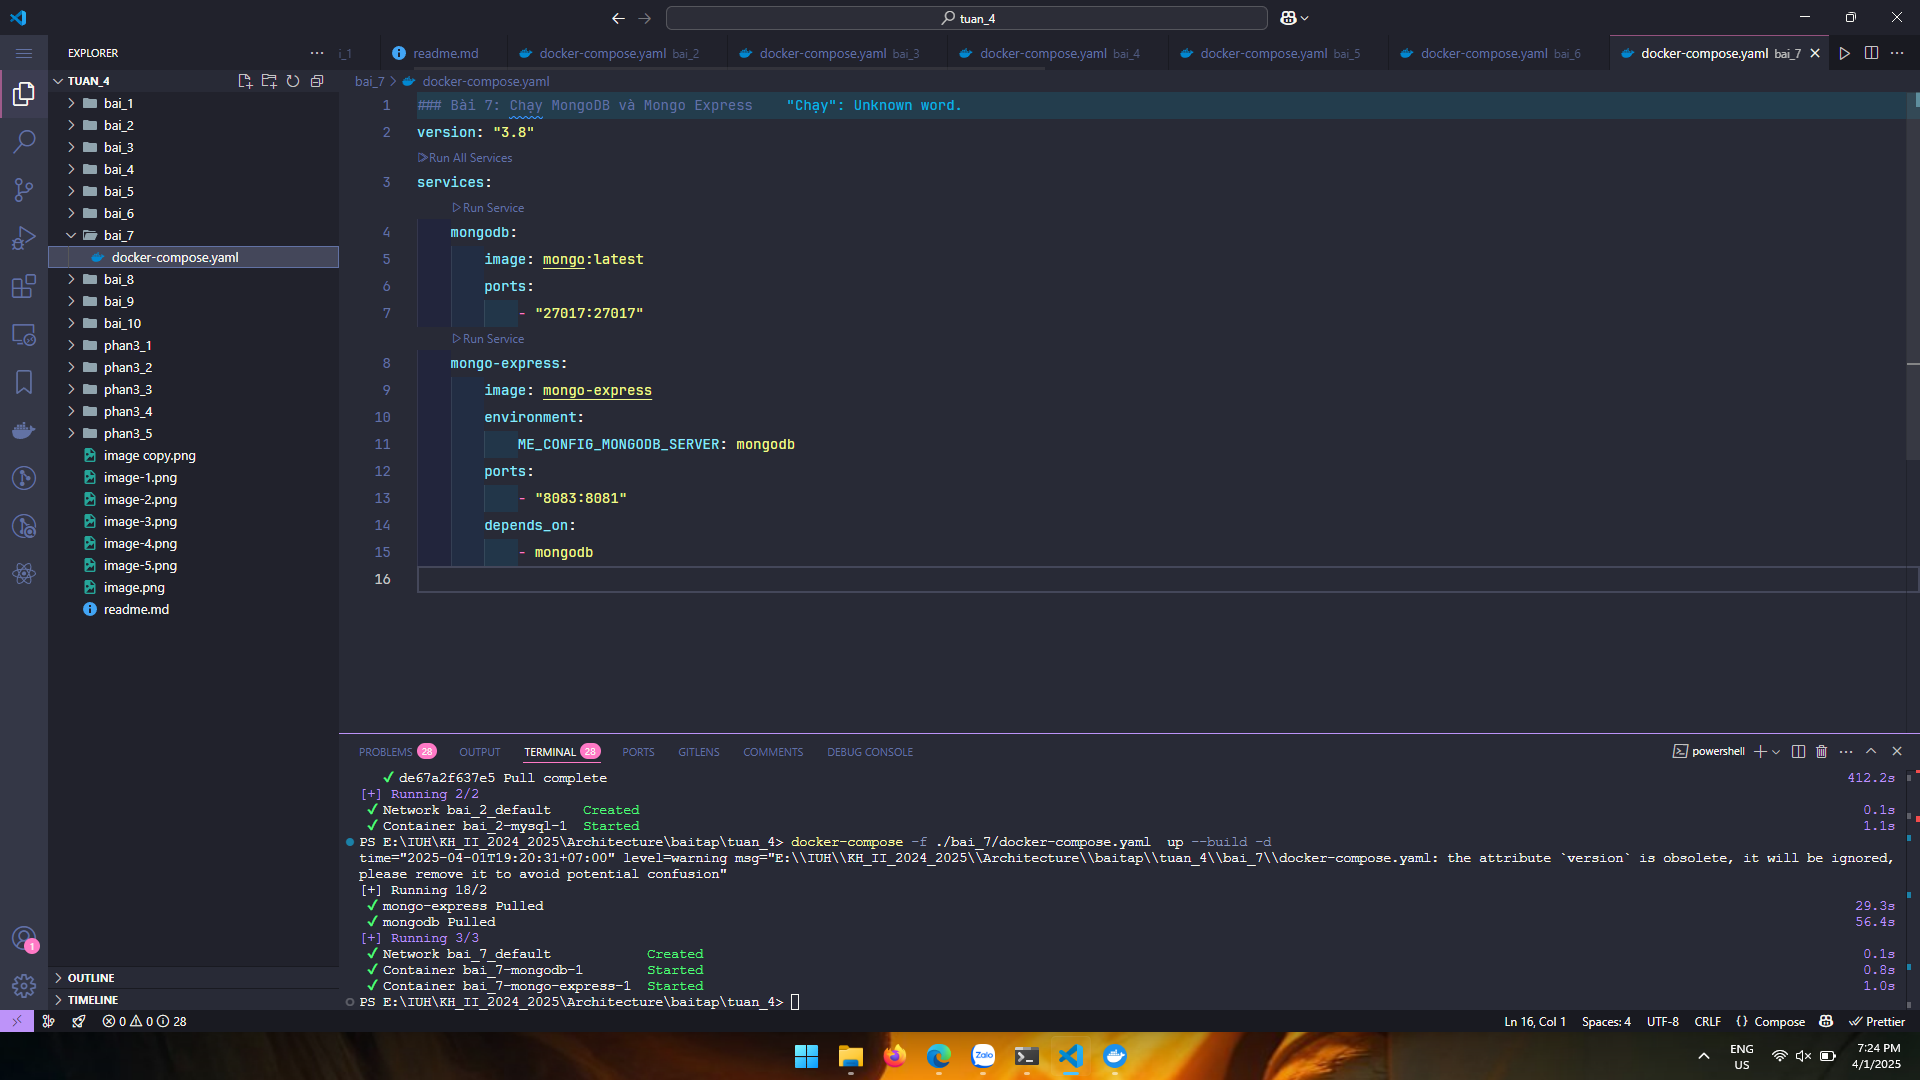 tuan_4
EXPLORER
i_1
readme.md
docker-compose.yaml bai_2
docker-compose.yaml bai_3
docker-compose.yaml bai_4
docker-compose.yaml bai_5
docker-compose.yaml bai_6
docker-compose.yaml bai_7
TUAN_4
bai_1
bai_2
bai_3
bai_4
bai_5
bai_6
bai_7
docker-compose.yaml
bai_8
bai_9
bai_10
phan3_1
phan3_2
phan3_3
phan3_4
phan3_5
image copy.png
image-1.png
image-2.png
image-3.png
image-4.png
image-5.png
image.png
readme.md
OUTLINE
TIMELINE
bai_7 > docker-compose.yaml
1 ### Bài 7: Chạy MongoDB và Mongo Express "Chạy": Unknown word.
2 version: "3.8"
Run All Services
3 services:
Run Service
4 mongodb:
5 image: mongo:latest
6 ports:
7 - "27017:27017"
Run Service
8 mongo-express:
9 image: mongo-express
10 environment:
11 ME_CONFIG_MONGODB_SERVER: mongodb
12 ports:
13 - "8083:8081"
14 depends_on:
15 - mongodb
16
PROBLEMS 28 OUTPUT TERMINAL 28 PORTS GITLENS COMMENTS DEBUG CONSOLE powershell
✔ de67a2f637e5 Pull complete 412.2s
[+] Running 2/2
✔ Network bai_2_default Created 0.1s
✔ Container bai_2-mysql-1 Started 1.1s
PS E:\IUH\KH_II_2024_2025\Architecture\baitap\tuan_4> docker-compose -f ./bai_7/docker-compose.yaml up --build -d
time="2025-04-01T19:20:31+07:00" level=warning msg="E:\\IUH\\KH_II_2024_2025\\Architecture\\baitap\\tuan_4\\bai_7\\docker-compose.yaml: the attribute `version` is obsolete, it will be ignored,
please remove it to avoid potential confusion"
[+] Running 18/2
✔ mongo-express Pulled 29.3s
✔ mongodb Pulled 56.4s
[+] Running 3/3
✔ Network bai_7_default Created 0.1s
✔ Container bai_7-mongodb-1 Started 0.8s
✔ Container bai_7-mongo-express-1 Started 1.0s
PS E:\IUH\KH_II_2024_2025\Architecture\baitap\tuan_4>
1
0 0 28
Ln 16, Col 1 Spaces: 4 UTF-8 CRLF {} Compose Prettier
Zalo
ENG
US
7:24 PM
4/1/2025